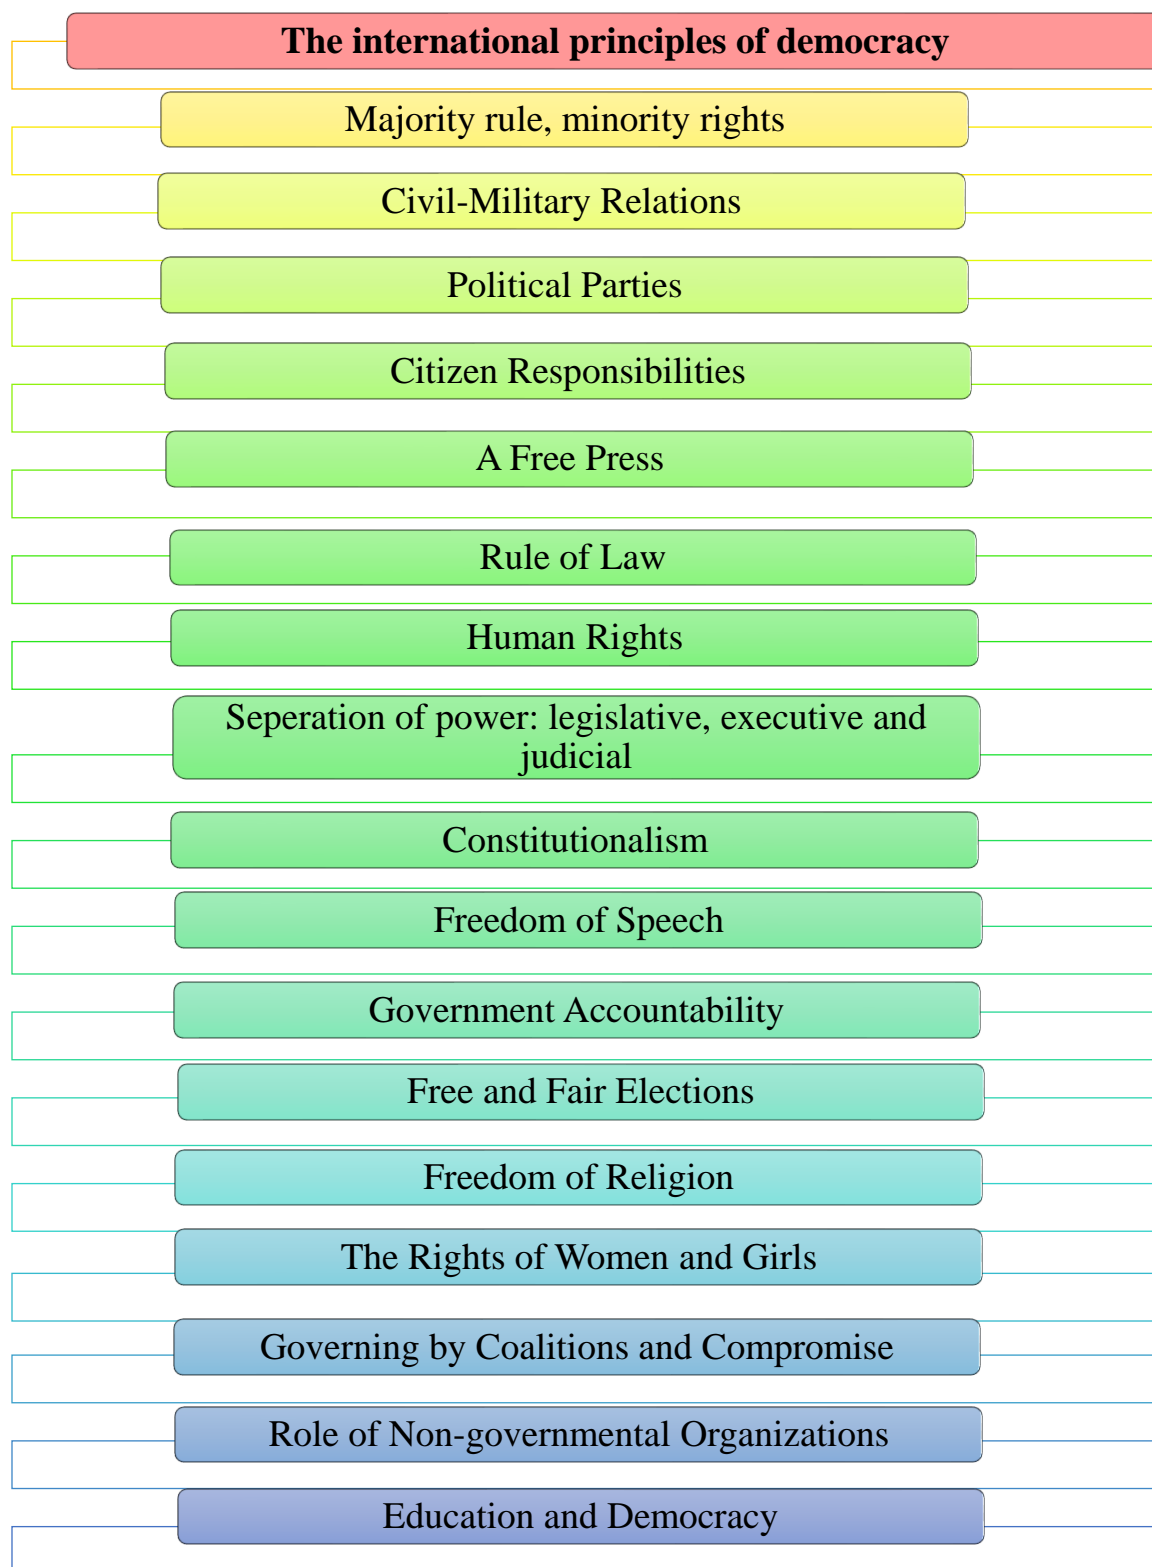 The international principles of democracy
Majority rule, minority rights
Civil-Military Relations
Political Parties
Citizen Responsibilities
A Free Press
Rule of Law
Human Rights
Seperation of power: legislative, executive and
judicial
Constitutionalism
Freedom of Speech
Government Accountability
Free and Fair Elections
Freedom of Religion
The Rights of Women and Girls
Governing by Coalitions and Compromise
Role of Non-governmental Organizations
Education and Democracy